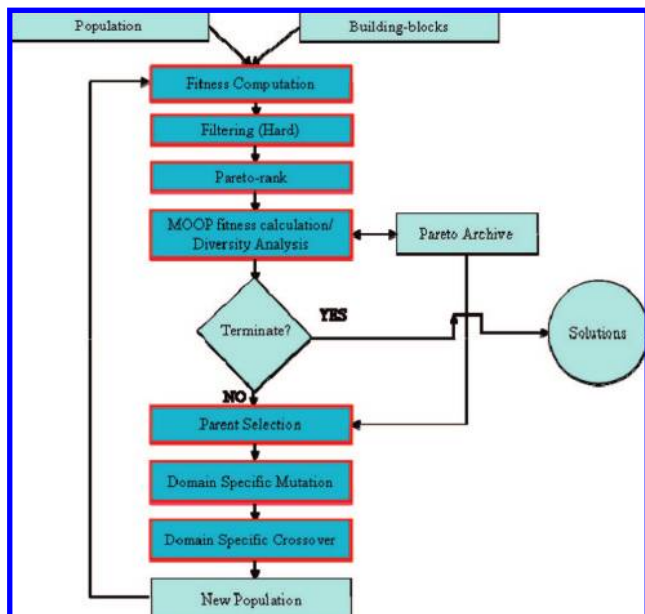 Population
Building-blocks
Fitness Computation
Filtering (Hard)
Pareto-rank
MOOP fitness calculation/
Diversity Analysis
Pareto Archive
YES
Terminate?
Solutions
NO
Parent Selection
Domain Specific Mutation
Domain Specific Crossover
New Population